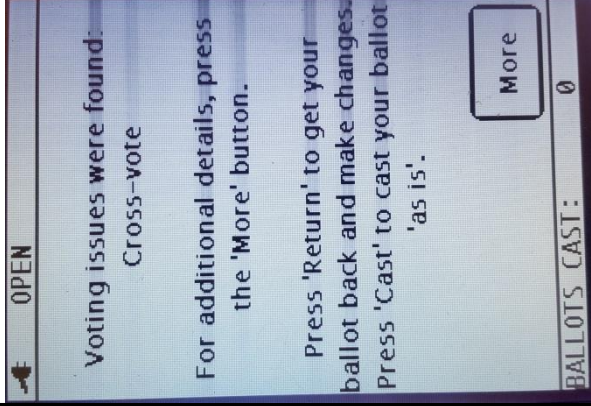 OPEN
Voting issues were found:
Cross-vote
For additional details, press
the 'More' button.
Press 'Return' to get your
ballot back and make changes.
Press 'Cast' to cast your ballot
'as is'.
More
BALLOTS CAST: 0